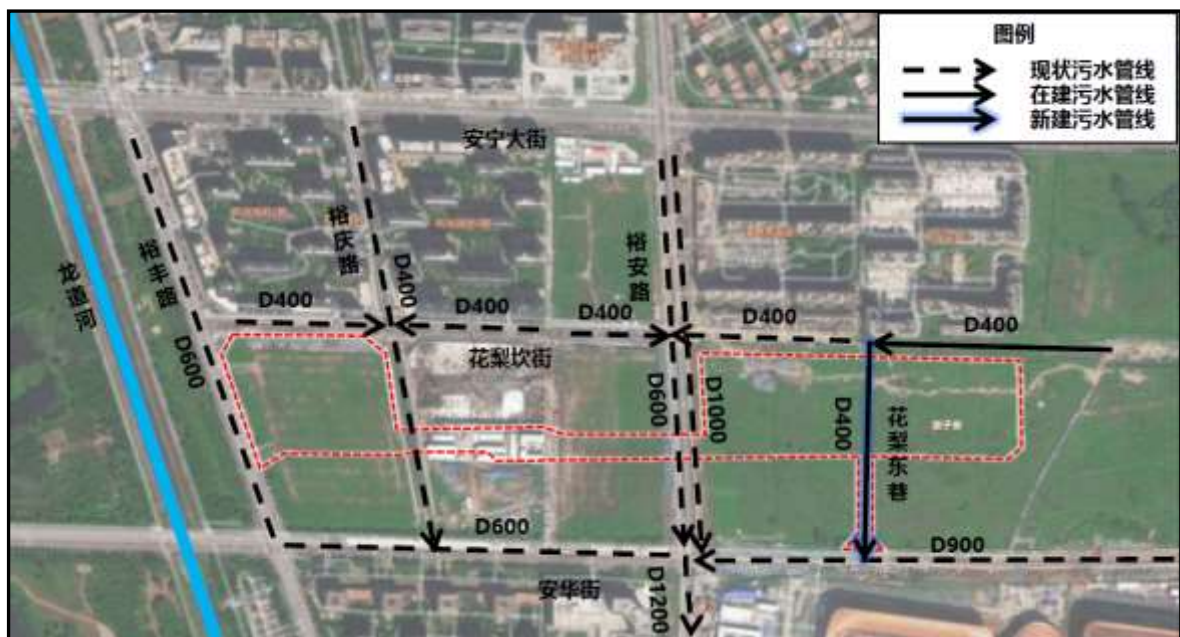 图例
现状污水管线
在建污水管线
新建污水管线
安宁大街
裕庆路
裕安路
龙道河
裕丰路
D400
D400
D400
D400
D400
D400
花梨坎街
D600
D600
D1000
D400
花梨东巷
D600
D900
安华街
D1200